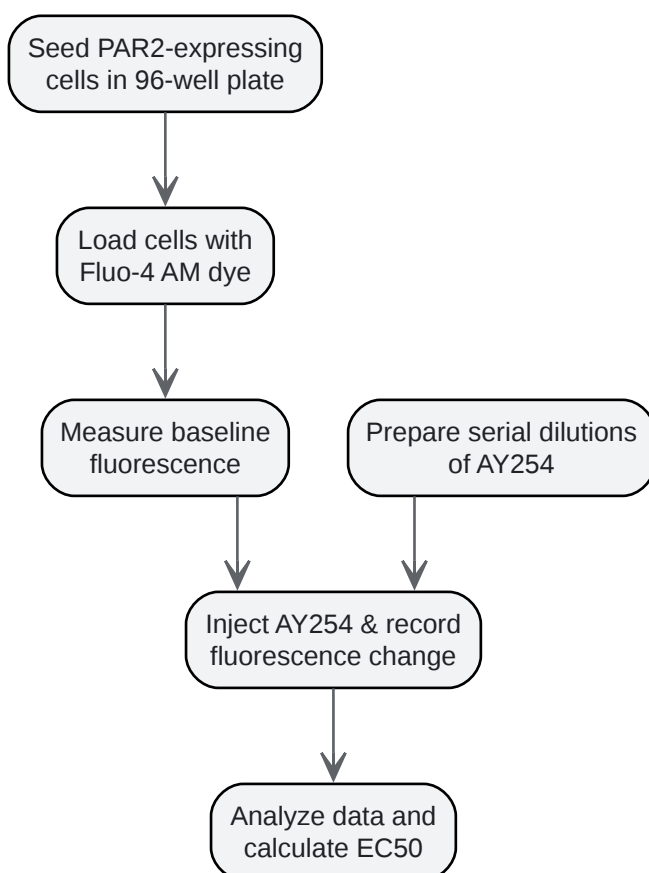 Seed PAR2-expressing
cells in 96-well plate
Load cells with
Fluo-4 AM dye
Measure baseline
fluorescence
Prepare serial dilutions
of AY254
Inject AY254 & record
fluorescence change
Analyze data and
calculate EC50